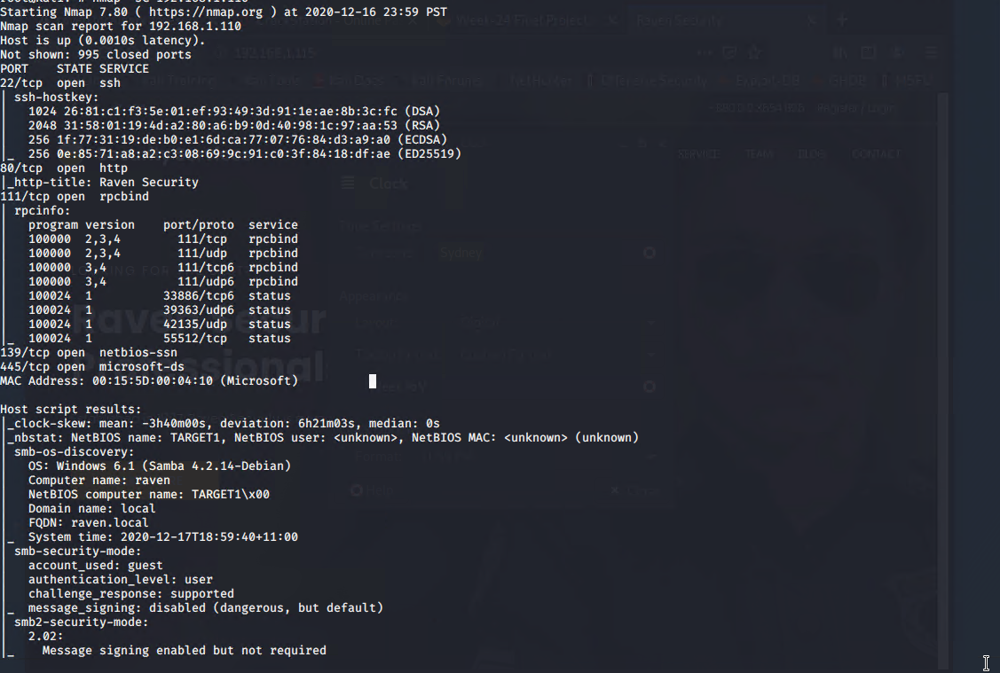 Starting Nmap 7.80 ( https://nmap.org ) at 2020-12-16 23:59 PST
Nmap scan report for 192.168.1.110
Host is up (0.0010s latency).
Not shown: 995 closed ports
PORT    STATE SERVICE
22/tcp  open  ssh
| ssh-hostkey:
|   1024 26:81:c1:f3:5e:01:ef:93:49:3d:91:1e:ae:8b:3c:fc (DSA)
|   2048 31:58:01:19:4d:a2:80:a6:b9:0d:40:98:1c:97:aa:53 (RSA)
|   256 1f:77:31:19:de:b0:e1:6d:ca:77:07:76:84:d3:a9:a0 (ECDSA)
|_  256 0e:85:71:a8:a2:c3:08:69:9c:91:c0:3f:84:18:df:ae (ED25519)
80/tcp  open  http
|_http-title: Raven Security
111/tcp open  rpcbind
| rpcinfo:
|   program version    port/proto  service
|   100000  2,3,4        111/tcp   rpcbind
|   100000  2,3,4        111/udp   rpcbind
|   100000  3,4          111/tcp6  rpcbind
|   100000  3,4          111/udp6  rpcbind
|   100024  1          33886/tcp6  status
|   100024  1          39363/udp6  status
|   100024  1          42135/udp   status
|_  100024  1          55512/tcp   status
139/tcp open  netbios-ssn
445/tcp open  microsoft-ds
MAC Address: 00:15:5D:00:04:10 (Microsoft)
Host script results:
|_clock-skew: mean: -3h40m00s, deviation: 6h21m03s, median: 0s
|_nbstat: NetBIOS name: TARGET1, NetBIOS user: <unknown>, NetBIOS MAC: <unknown> (unknown)
| smb-os-discovery:
|   OS: Windows 6.1 (Samba 4.2.14-Debian)
|   Computer name: raven
|   NetBIOS computer name: TARGET1\x00
|   Domain name: local
|   FQDN: raven.local
|_  System time: 2020-12-17T18:59:40+11:00
| smb-security-mode:
|   account_used: guest
|   authentication_level: user
|   challenge_response: supported
|_  message_signing: disabled (dangerous, but default)
| smb2-security-mode:
|   2.02:
|_    Message signing enabled but not required